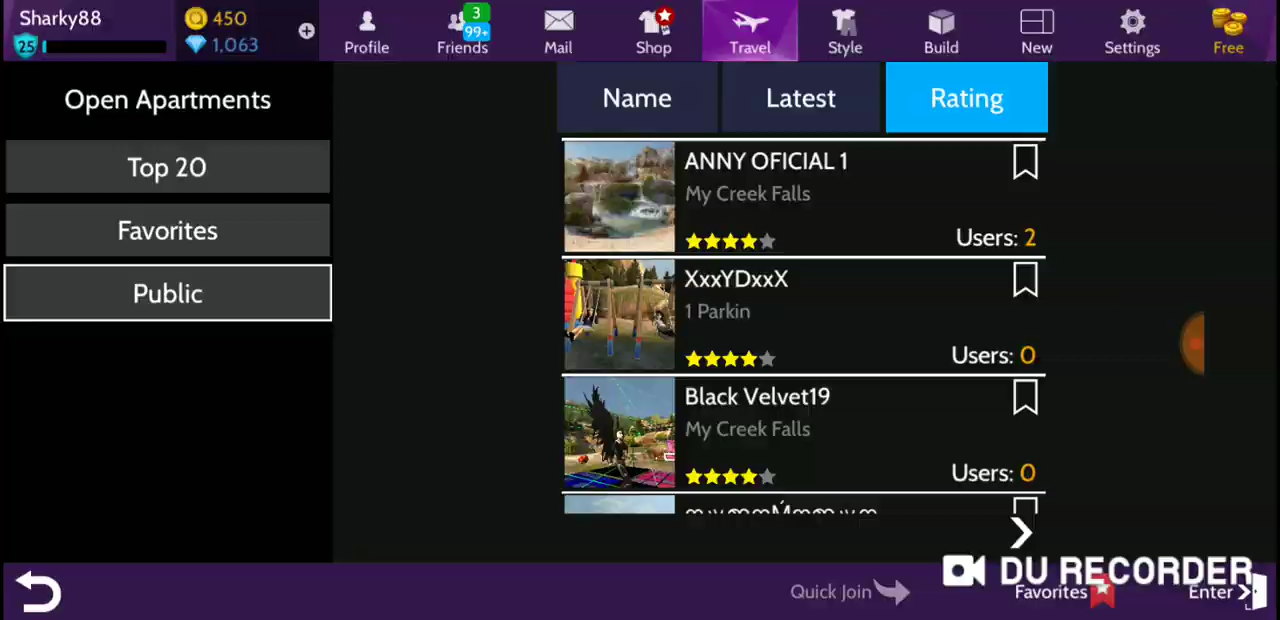 Sharky88
25
450
1,063
Profile
3
99+
Friends
Mail
Shop
Travel
Style
Build
New
Settings
Free
Open Apartments
Top 20
Favorites
Public
Name
Latest
Rating
ANNY OFICIAL 1
My Creek Falls
Users: 2
XxxYDxxX
1 Parkin
Users: 0
Black Velvet19
My Creek Falls
Users: 0
Quick Join
DU RECORDER
Favorites
Enter